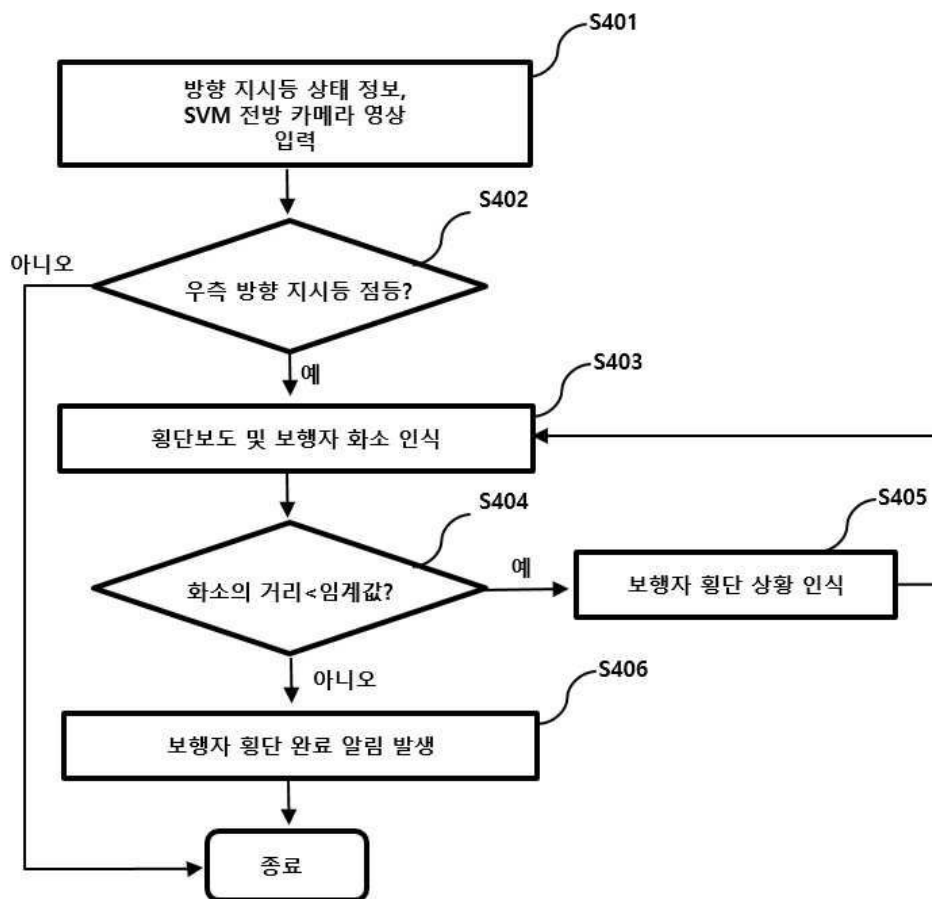 S401
방향 지시등 상태 정보,
SVM 전방 카메라 영상
입력
S402
아니오
우측 방향 지시등 점등?
예
S403
횡단보도 및 보행자 화소 인식
S404
S405
화소의 거리<임계값?
예
보행자 횡단 상황 인식
아니오
S406
보행자 횡단 완료 알림 발생
종료